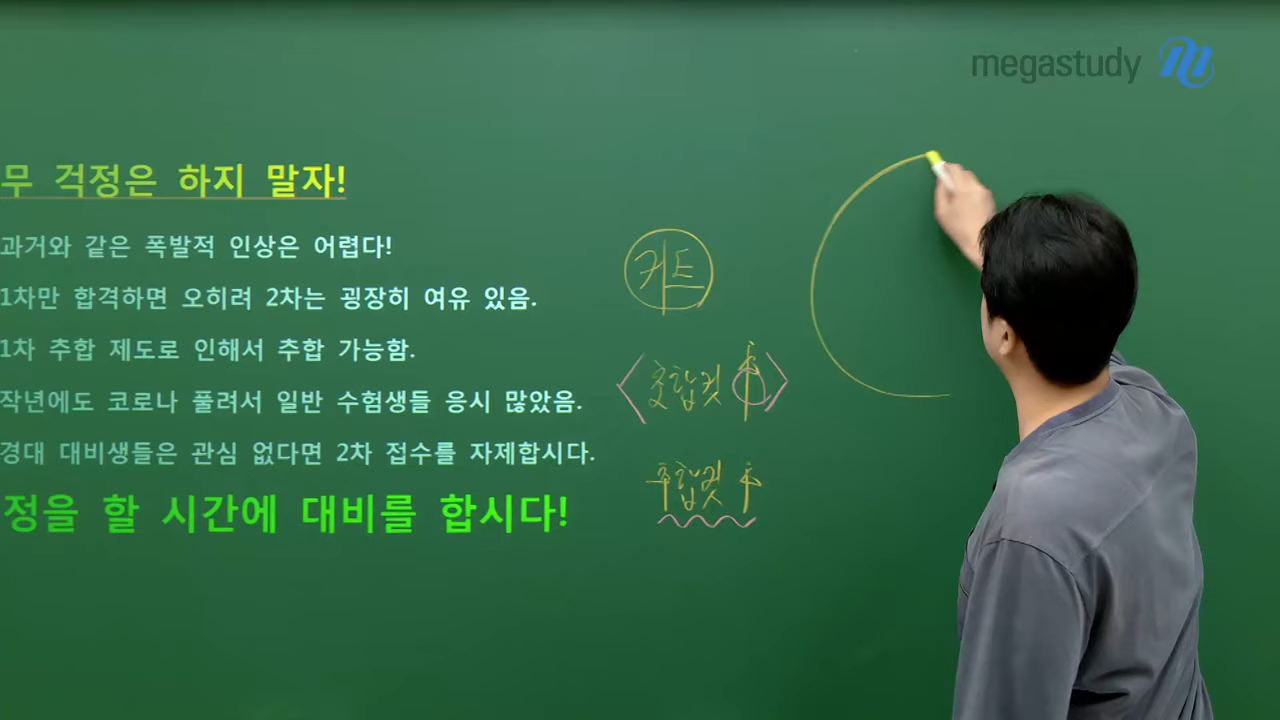 megastudy
무 걱정은 하지 말자!
과거와 같은 폭발적 인상은 어렵다!
1차만 합격하면 오히려 2차는 굉장히 여유 있음.
1차 추합 제도로 인해서 추합 가능함.
작년에도 코로나 풀려서 일반 수험생들 응시 많았음.
경대 대비생들은 관심 없다면 2차 접수를 자제합시다.
정을 할 시간에 대비를 합시다!
커트
<촛합컷 ↑>
추합컷 ↑